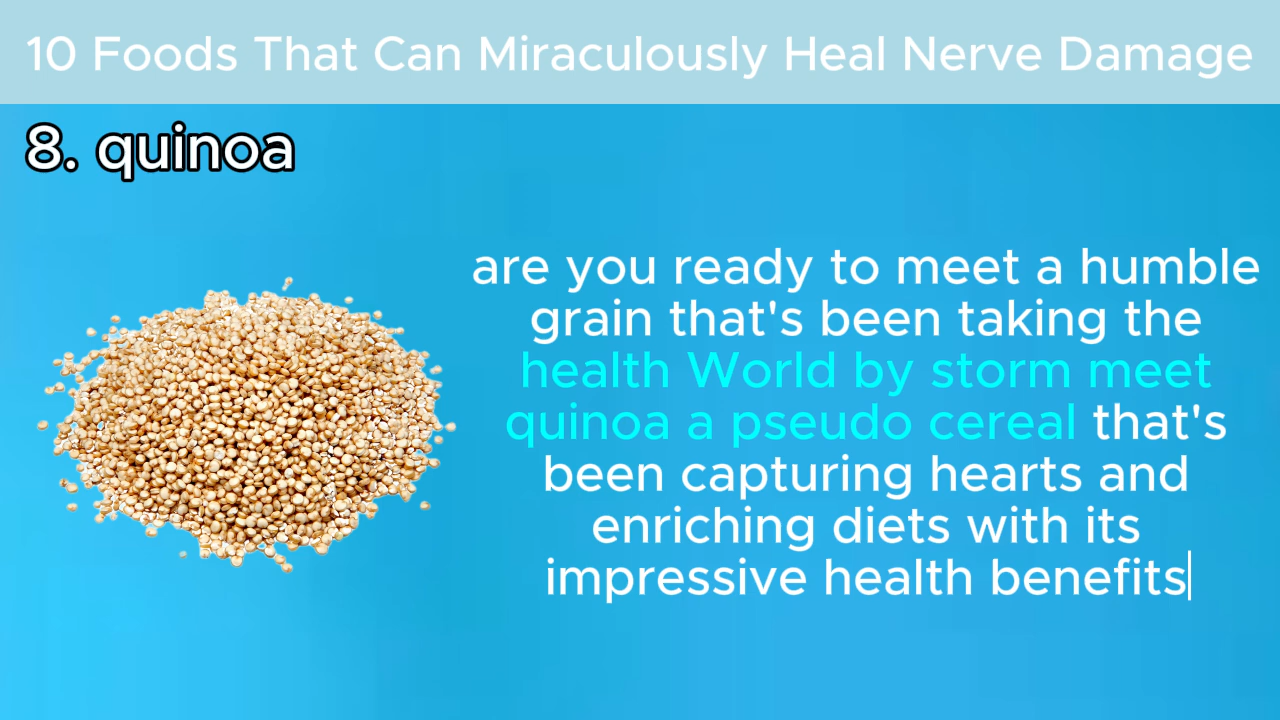 10 Foods That Can Miraculously Heal Nerve Damage
8. quinoa
are you ready to meet a humble
grain that's been taking the
health World by storm meet
quinoa a pseudo cereal that's
been capturing hearts and
enriching diets with its
impressive health benefits